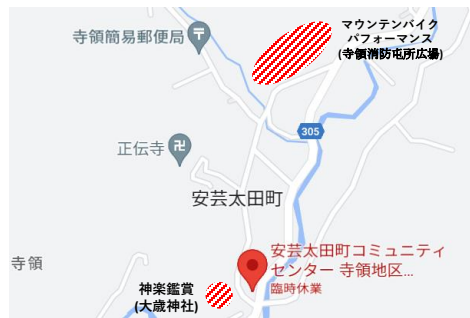 マウンテンバイク
パフォーマンス
(寺領消防屯所広場)
寺領簡易郵便局
〒
305
正伝寺
卍
安芸太田町
安芸太田町コミュニティ
センター 寺領地区...
臨時休業
寺領
神楽鑑賞
(大歳神社)